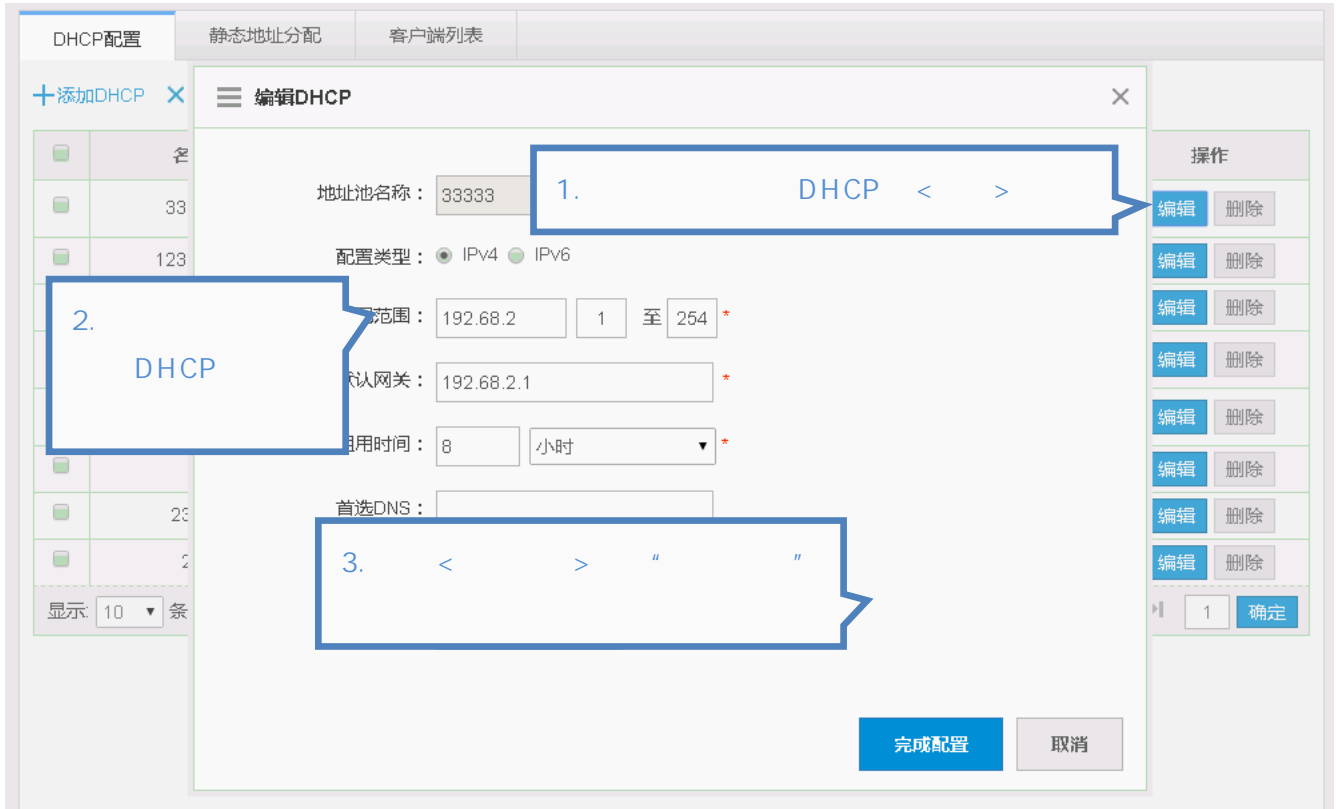 DHCP配置 静态地址分配 客户端列表
添加DHCP
编辑DHCP
操作
地址池名称： 33333
1. DHCP < >
33 编辑 删除
配置类型： IPv4 IPv6
123 编辑 删除
2.
DHCP
范围： 192.68.2 1 至 254 *
编辑 删除
认网关： 192.68.2.1 *
编辑 删除
用时间： 8 小时 *
编辑 删除
编辑 删除
首选DNS：
23 编辑 删除
3. < > “ ”
2 编辑 删除
显示: 10 条
1 确定
完成配置 取消